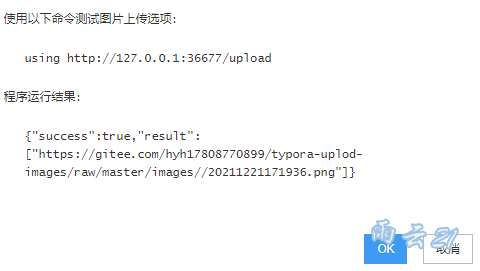 使用以下命令测试图片上传选项:
using http://127.0.0.1:36677/upload
程序运行结果:
{"success":true,"result":
["https://gitee.com/hyh17808770899/typora-uplod-
images/raw/master/images//20211221171936.png"]}
OK 取消
雨云21